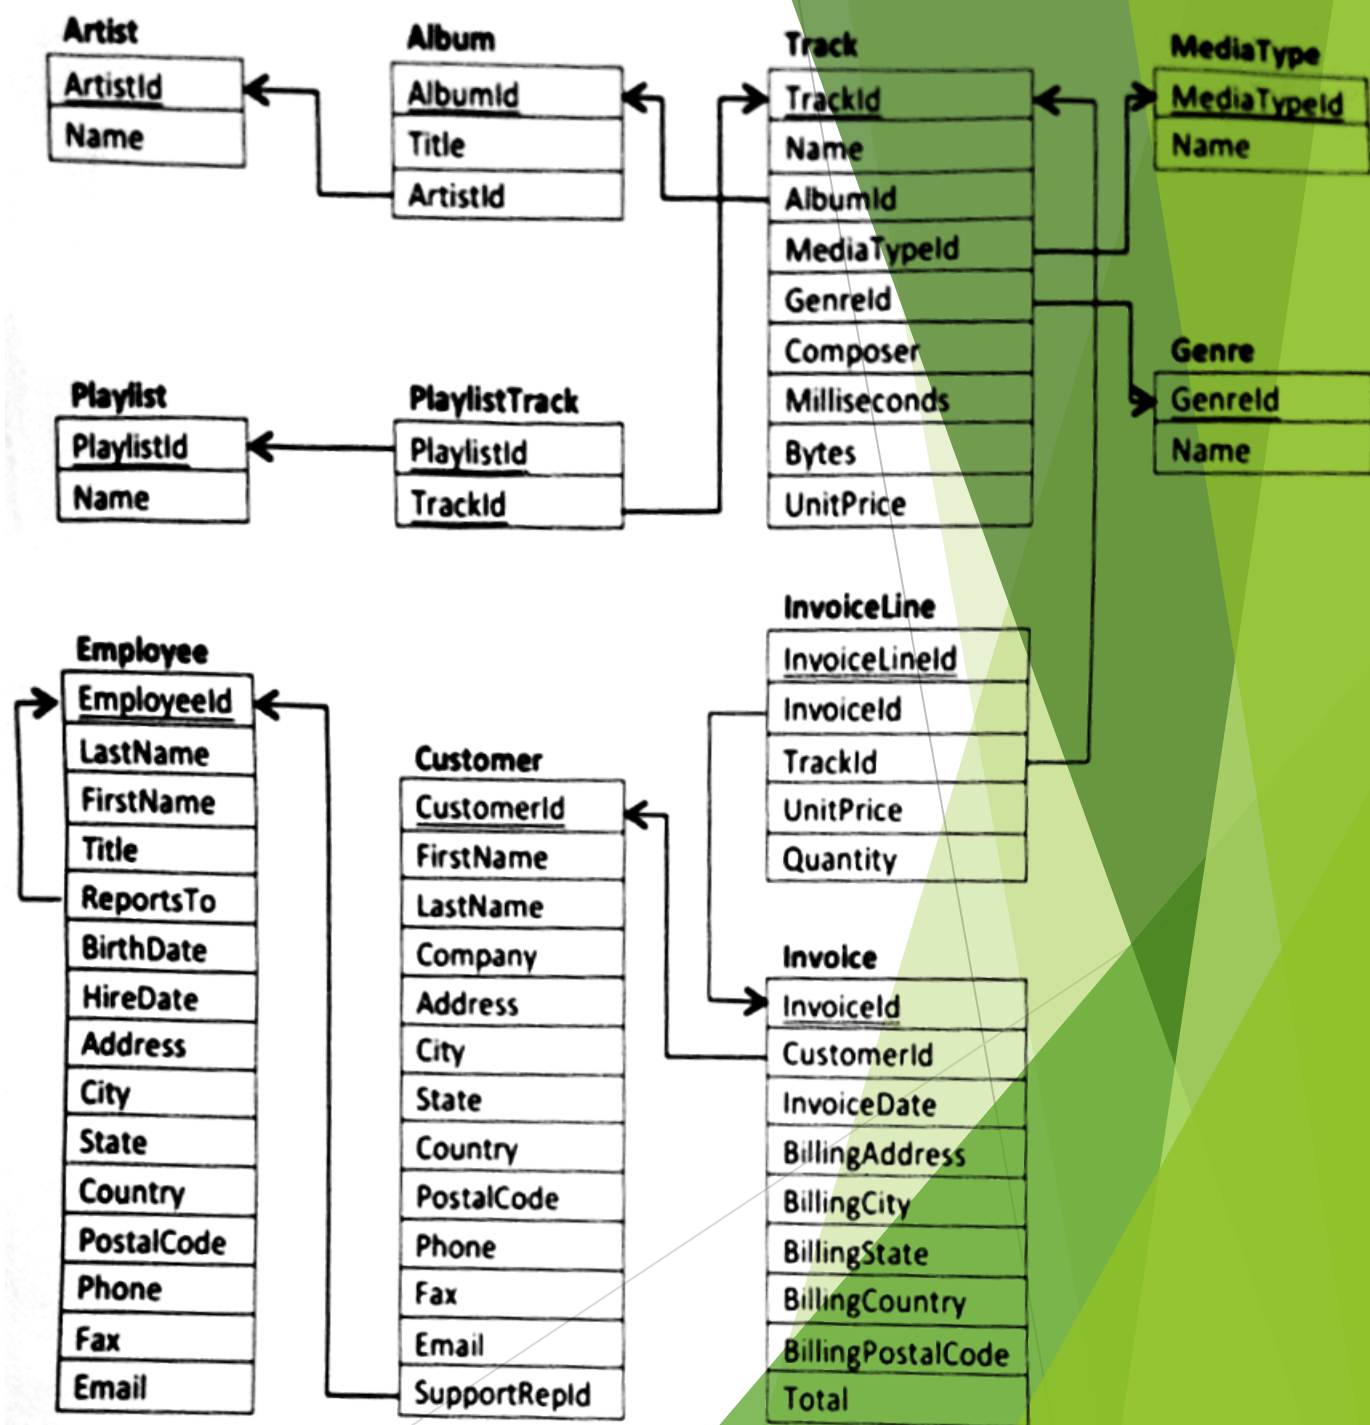 Artist
ArtistId
Name
Album
AlbumId
Title
ArtistId
Track
TrackId
Name
AlbumId
MediaTypeId
GenreId
Composer
Milliseconds
Bytes
UnitPrice
MediaType
MediaTypeId
Name
Genre
GenreId
Name
Playlist
PlaylistId
Name
PlaylistTrack
PlaylistId
TrackId
Employee
EmployeeId
LastName
FirstName
Title
ReportsTo
BirthDate
HireDate
Address
City
State
Country
PostalCode
Phone
Fax
Email
Customer
CustomerId
FirstName
LastName
Company
Address
City
State
Country
PostalCode
Phone
Fax
Email
SupportRepId
InvoiceLine
InvoiceLineId
InvoiceId
TrackId
UnitPrice
Quantity
Invoice
InvoiceId
CustomerId
InvoiceDate
BillingAddress
BillingCity
BillingState
BillingCountry
BillingPostalCode
Total